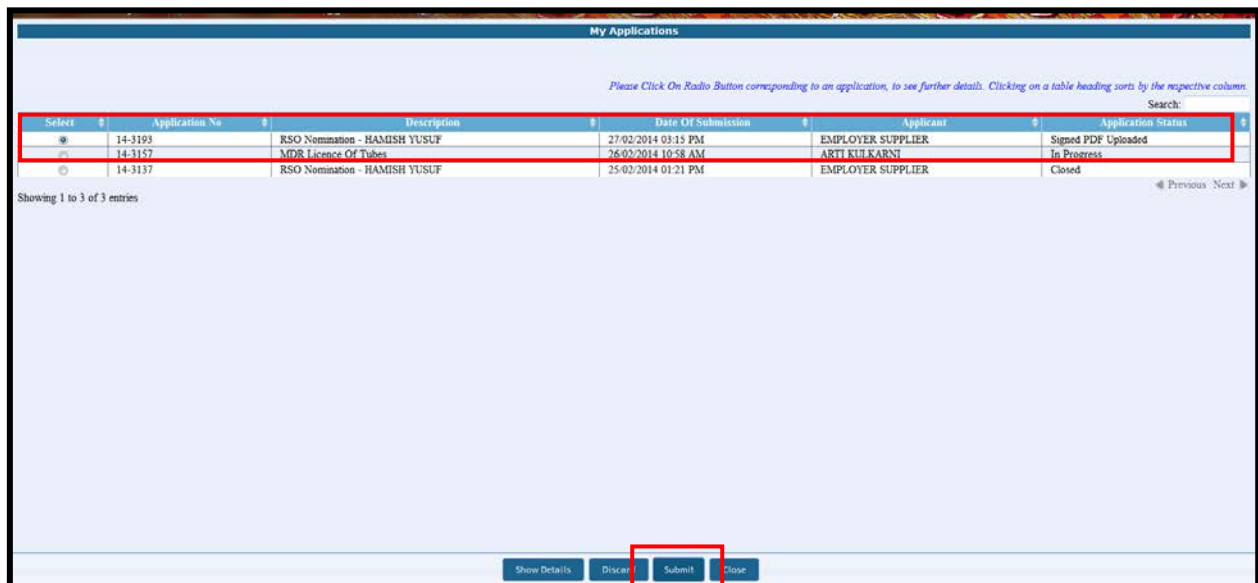 My Applications
Please Click On Radio Button corresponding to an application, to see further details. Clicking on a table heading sorts by the respective column.
Search:
Select Application No Description Date Of Submission Applicant Application Status
14-3193 RSO Nomination - HAMISH YUSUF 27/02/2014 03:15 PM EMPLOYER SUPPLIER Signed PDF Uploaded
14-3157 MDR Licence Of Tubes 26/02/2014 10:58 AM ARTI KULKARNI In Progress
14-3137 RSO Nomination - HAMISH YUSUF 25/02/2014 01:21 PM EMPLOYER SUPPLIER Closed
Previous Next
Showing 1 to 3 of 3 entries
Show Details Discard Submit Close